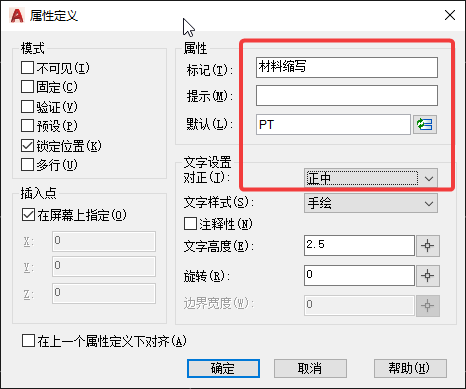 属性定义
模式
不可见(I)
固定(C)
验证(V)
预设(P)
锁定位置(K)
多行(U)
属性
标记(T): 材料缩写
提示(M):
默认(L): PT
插入点
在屏幕上指定(O)
X: 0
Y: 0
Z: 0
文字设置
对正(J): 正中
文字样式(S): 手绘
注释性(N)
文字高度(E): 2.5
旋转(R): 0
边界宽度(W): 0
在上一个属性定义下对齐(A)
确定 取消 帮助(H)